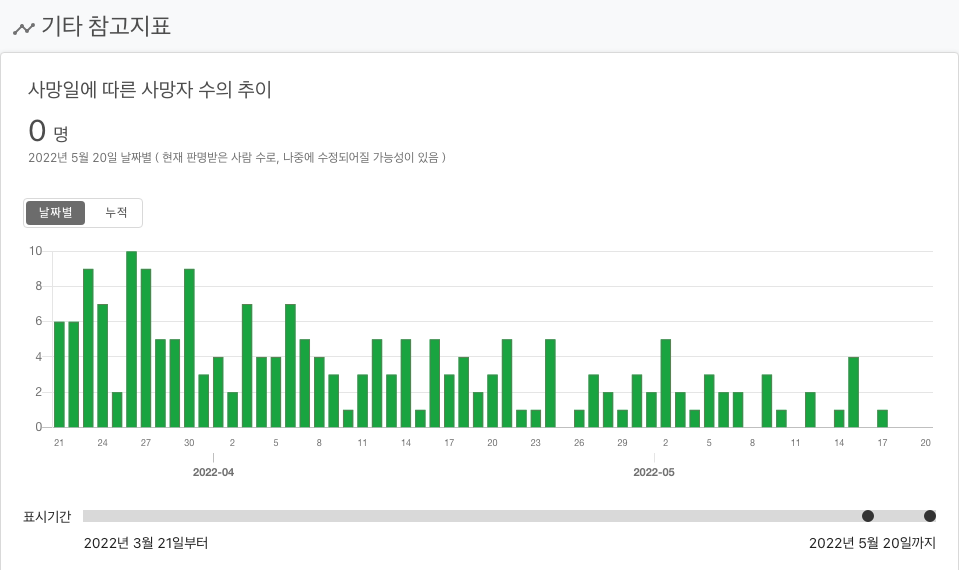 기타 참고지표
사망일에 따른 사망자 수의 추이
0 명
2022년 5월 20일 날짜별 ( 현재 판명받은 사람 수로, 나중에 수정되어질 가능성이 있음 )
날짜별 누적
10
8
6
4
2
0
21 24 27 30 2 5 8 11 14 17 20 23 26 29 2 5 8 11 14 17 20
2022-04 2022-05
표시기간
2022년 3월 21일부터 2022년 5월 20일까지